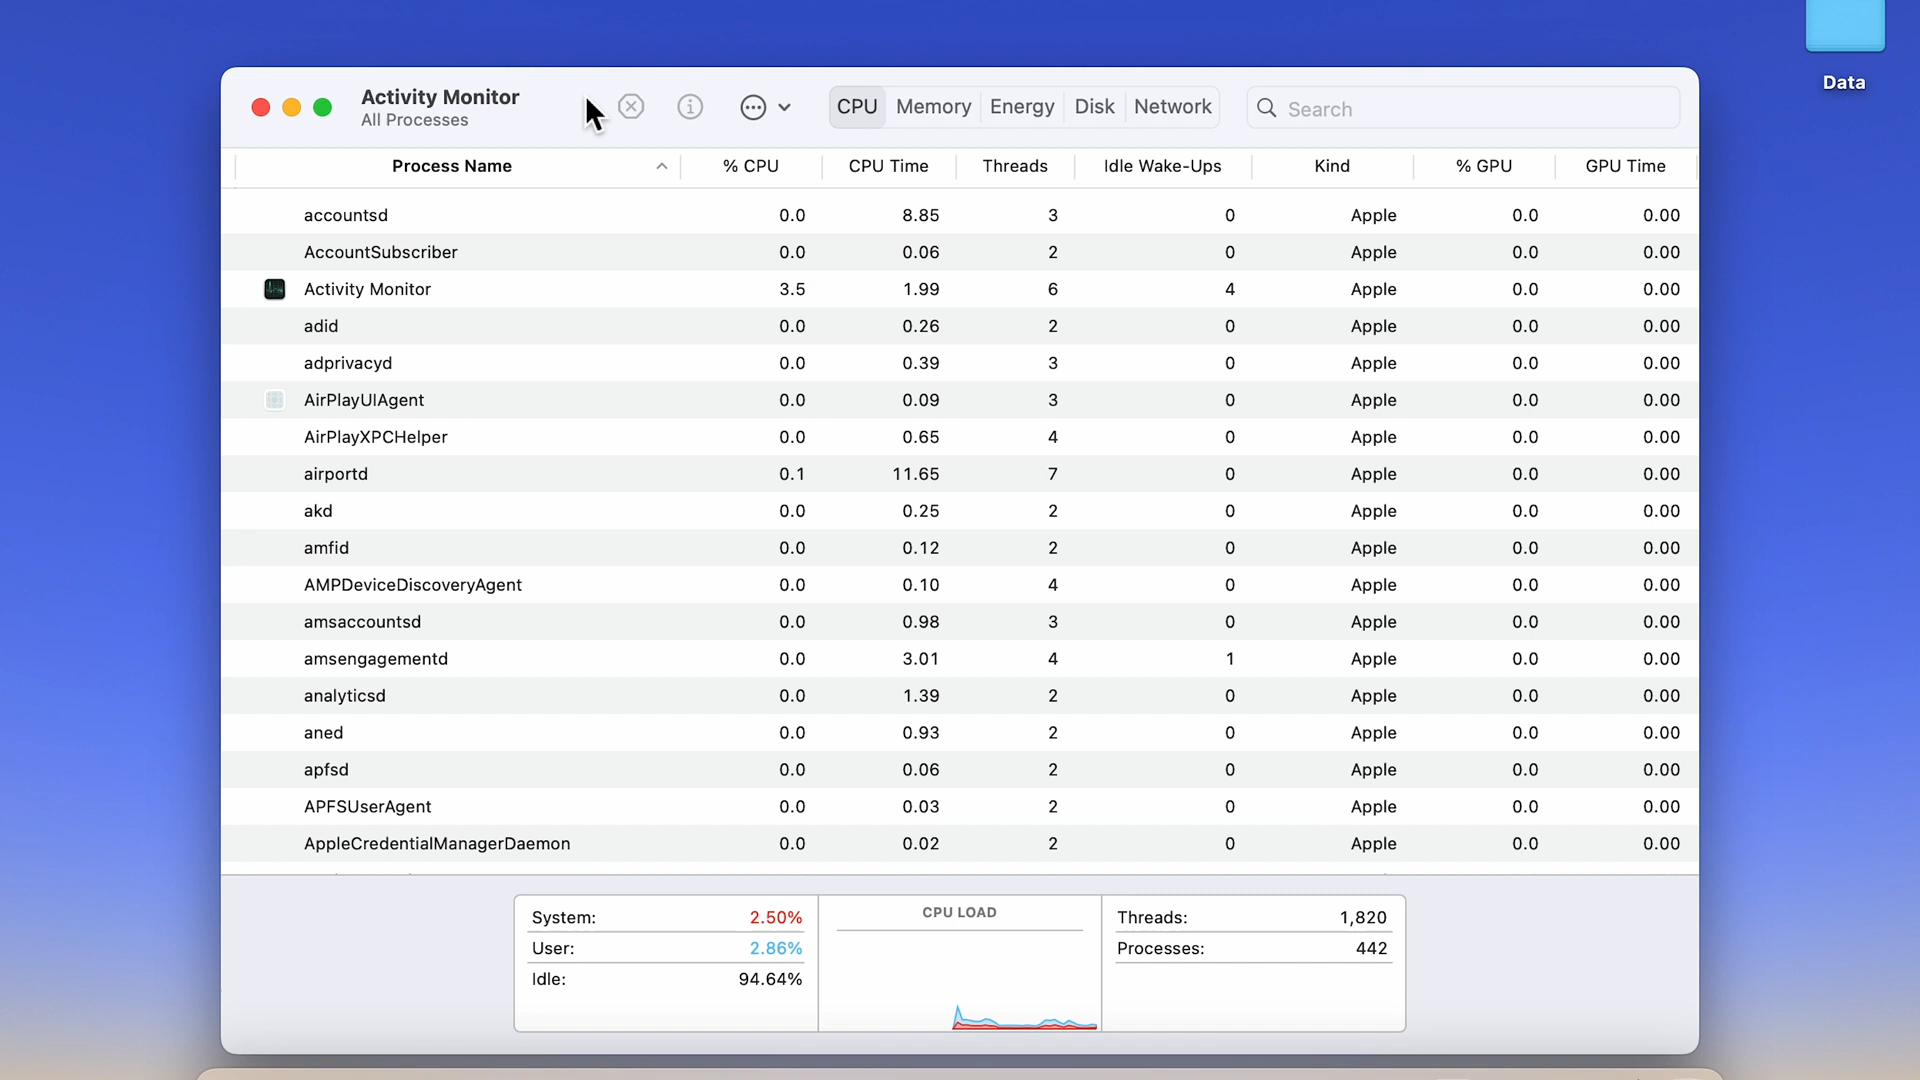 Data
Activity Monitor
All Processes
CPU Memory Energy Disk Network Search
Process Name % CPU CPU Time Threads Idle Wake-Ups Kind % GPU GPU Time
accountsd 0.0 8.85 3 0 Apple 0.0 0.00
AccountSubscriber 0.0 0.06 2 0 Apple 0.0 0.00
Activity Monitor 3.5 1.99 6 4 Apple 0.0 0.00
adid 0.0 0.26 2 0 Apple 0.0 0.00
adprivacyd 0.0 0.39 3 0 Apple 0.0 0.00
AirPlayUIAgent 0.0 0.09 3 0 Apple 0.0 0.00
AirPlayXPCHelper 0.0 0.65 4 0 Apple 0.0 0.00
airportd 0.1 11.65 7 0 Apple 0.0 0.00
akd 0.0 0.25 2 0 Apple 0.0 0.00
amfid 0.0 0.12 2 0 Apple 0.0 0.00
AMPDeviceDiscoveryAgent 0.0 0.10 4 0 Apple 0.0 0.00
amsaccountsd 0.0 0.98 3 0 Apple 0.0 0.00
amsengagementd 0.0 3.01 4 1 Apple 0.0 0.00
analyticsd 0.0 1.39 2 0 Apple 0.0 0.00
aned 0.0 0.93 2 0 Apple 0.0 0.00
apfsd 0.0 0.06 2 0 Apple 0.0 0.00
APFSUserAgent 0.0 0.03 2 0 Apple 0.0 0.00
AppleCredentialManagerDaemon 0.0 0.02 2 0 Apple 0.0 0.00
System: 2.50% CPU LOAD Threads: 1,820
User: 2.86% Processes: 442
Idle: 94.64%